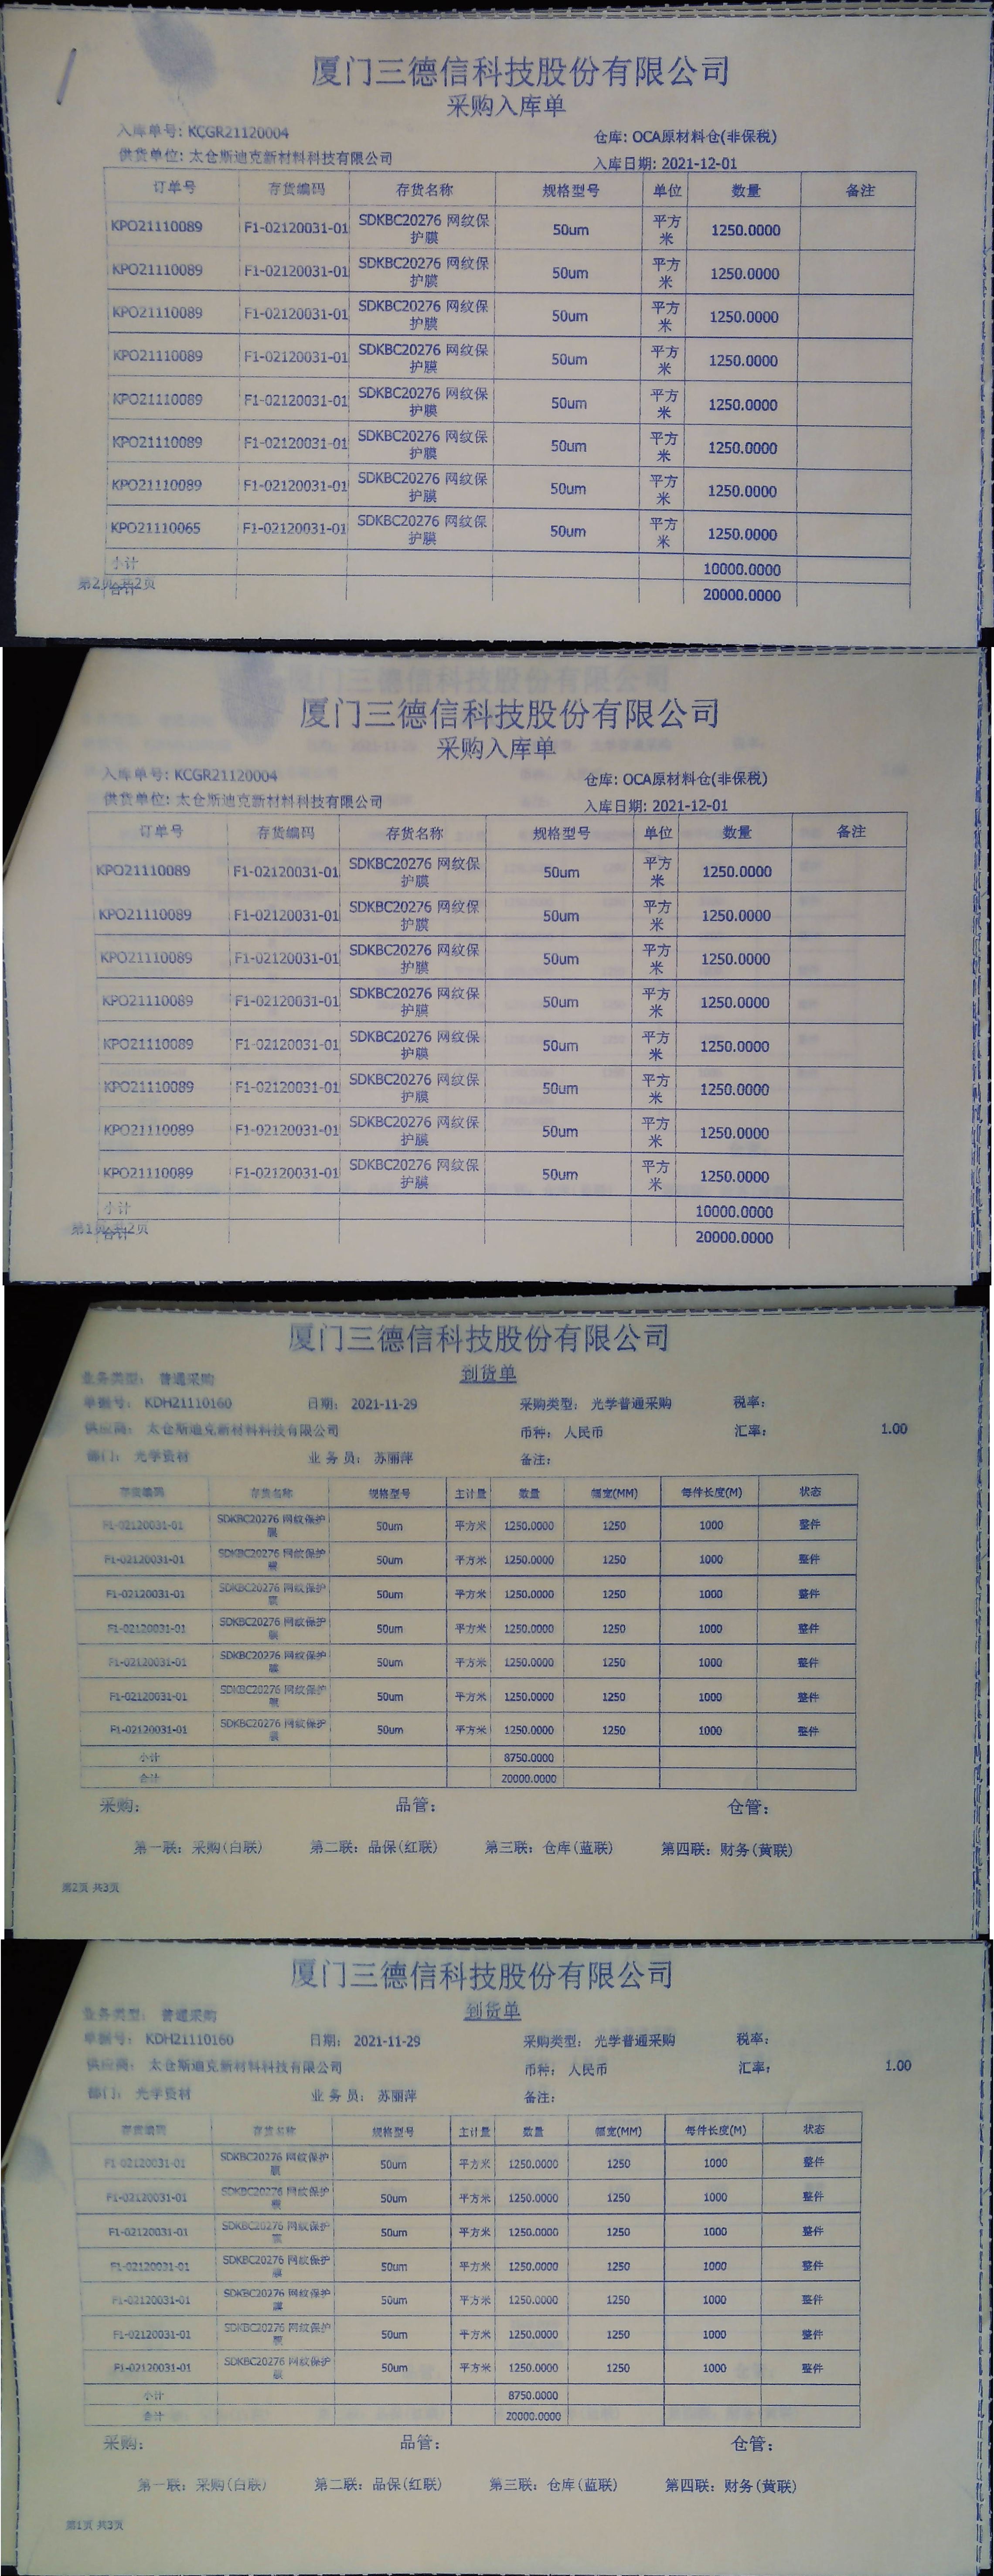 厦门三德信科技股份有限公司
采购入库单
入库单号: KCGR21120004 仓库: OCA原材料仓(非保税)
供货单位: 太仓斯迪克新材料科技有限公司 入库日期: 2021-12-01
订单号 存货编码 存货名称 规格型号 单位 数量 备注
KPO21110089 F1-02120031-01 SDKBC20276 网纹保护膜 50um 平方米 1250.0000
KPO21110089 F1-02120031-01 SDKBC20276 网纹保护膜 50um 平方米 1250.0000
KPO21110089 F1-02120031-01 SDKBC20276 网纹保护膜 50um 平方米 1250.0000
KPO21110089 F1-02120031-01 SDKBC20276 网纹保护膜 50um 平方米 1250.0000
KPO21110089 F1-02120031-01 SDKBC20276 网纹保护膜 50um 平方米 1250.0000
KPO21110089 F1-02120031-01 SDKBC20276 网纹保护膜 50um 平方米 1250.0000
KPO21110089 F1-02120031-01 SDKBC20276 网纹保护膜 50um 平方米 1250.0000
KPO21110065 F1-02120031-01 SDKBC20276 网纹保护膜 50um 平方米 1250.0000
小计 10000.0000
第2页 共2页
合计 20000.0000
厦门三德信科技股份有限公司
采购入库单
入库单号: KCGR21120004 仓库: OCA原材料仓(非保税)
供货单位: 太仓斯迪克新材料科技有限公司 入库日期: 2021-12-01
订单号 存货编码 存货名称 规格型号 单位 数量 备注
KPO21110089 F1-02120031-01 SDKBC20276 网纹保护膜 50um 平方米 1250.0000
KPO21110089 F1-02120031-01 SDKBC20276 网纹保护膜 50um 平方米 1250.0000
KPO21110089 F1-02120031-01 SDKBC20276 网纹保护膜 50um 平方米 1250.0000
KPO21110089 F1-02120031-01 SDKBC20276 网纹保护膜 50um 平方米 1250.0000
KPO21110089 F1-02120031-01 SDKBC20276 网纹保护膜 50um 平方米 1250.0000
KPO21110089 F1-02120031-01 SDKBC20276 网纹保护膜 50um 平方米 1250.0000
KPO21110089 F1-02120031-01 SDKBC20276 网纹保护膜 50um 平方米 1250.0000
KPO21110089 F1-02120031-01 SDKBC20276 网纹保护膜 50um 平方米 1250.0000
小计 10000.0000
第1页 共2页
合计 20000.0000
厦门三德信科技股份有限公司
到货单
业务类型: 普通采购
单据号: KDH21110160 日期: 2021-11-29 采购类型: 光学普通采购 税率:
供应商: 太仓斯迪克新材料科技有限公司 币种: 人民币 汇率: 1.00
部门: 光学资材 业务员: 苏丽萍 备注:
存货编码 存货名称 规格型号 主计量 数量 幅宽(MM) 每件长度(M) 状态
F1-02120031-01 SDKBC20276 网纹保护膜 50um 平方米 1250.0000 1250 1000 整件
F1-02120031-01 SDKBC20276 网纹保护膜 50um 平方米 1250.0000 1250 1000 整件
F1-02120031-01 SDKBC20276 网纹保护膜 50um 平方米 1250.0000 1250 1000 整件
F1-02120031-01 SDKBC20276 网纹保护膜 50um 平方米 1250.0000 1250 1000 整件
F1-02120031-01 SDKBC20276 网纹保护膜 50um 平方米 1250.0000 1250 1000 整件
F1-02120031-01 SDKBC20276 网纹保护膜 50um 平方米 1250.0000 1250 1000 整件
F1-02120031-01 SDKBC20276 网纹保护膜 50um 平方米 1250.0000 1250 1000 整件
小计 8750.0000
合计 20000.0000
采购: 品管: 仓管:
第一联: 采购(白联) 第二联: 品保(红联) 第三联: 仓库(蓝联) 第四联: 财务(黄联)
第2页 共3页
厦门三德信科技股份有限公司
到货单
业务类型: 普通采购
单据号: KDH21110160 日期: 2021-11-29 采购类型: 光学普通采购 税率:
供应商: 太仓斯迪克新材料科技有限公司 币种: 人民币 汇率: 1.00
部门: 光学资材 业务员: 苏丽萍 备注:
存货编码 存货名称 规格型号 主计量 数量 幅宽(MM) 每件长度(M) 状态
F1-02120031-01 SDKBC20276 网纹保护膜 50um 平方米 1250.0000 1250 1000 整件
F1-02120031-01 SDKBC20276 网纹保护膜 50um 平方米 1250.0000 1250 1000 整件
F1-02120031-01 SDKBC20276 网纹保护膜 50um 平方米 1250.0000 1250 1000 整件
F1-02120031-01 SDKBC20276 网纹保护膜 50um 平方米 1250.0000 1250 1000 整件
F1-02120031-01 SDKBC20276 网纹保护膜 50um 平方米 1250.0000 1250 1000 整件
F1-02120031-01 SDKBC20276 网纹保护膜 50um 平方米 1250.0000 1250 1000 整件
F1-02120031-01 SDKBC20276 网纹保护膜 50um 平方米 1250.0000 1250 1000 整件
小计 8750.0000
合计 20000.0000
采购: 品管: 仓管:
第一联: 采购(白联) 第二联: 品保(红联) 第三联: 仓库(蓝联) 第四联: 财务(黄联)
第1页 共3页